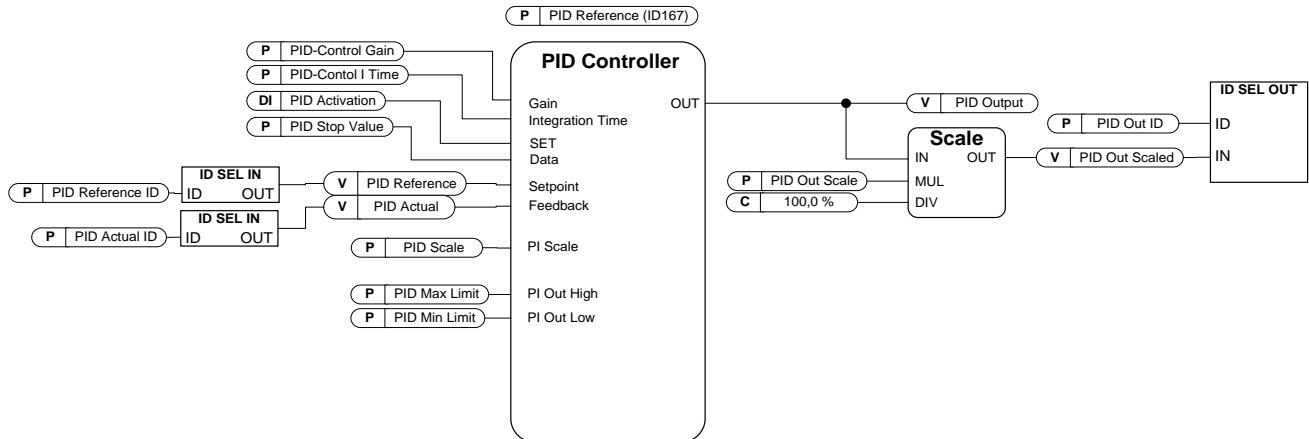 P PID Reference (ID167)
PID Controller
P PID-Control Gain
P PID-Contol I Time
DI PID Activation
P PID Stop Value
Gain
Integration Time
SET
Data
OUT
P PID Reference ID
ID SEL IN
ID OUT
V PID Reference
Setpoint
P PID Actual ID
ID SEL IN
ID OUT
V PID Actual
Feedback
P PID Scale
PI Scale
P PID Max Limit
PI Out High
P PID Min Limit
PI Out Low
V PID Output
Scale
IN OUT
MUL
DIV
P PID Out Scale
C 100,0 %
V PID Out Scaled
P PID Out ID
ID SEL OUT
ID
IN